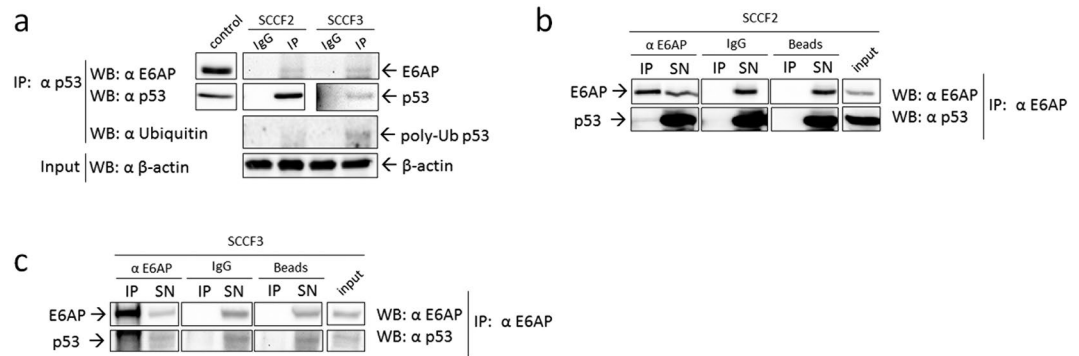 a
control
SCCF2 SCCF3
IgG IP IgG IP
IP: α p53
WB: α E6AP
← E6AP
WB: α p53
← p53
WB: α Ubiquitin
← poly-Ub p53
Input WB: α β-actin
← β-actin
b
SCCF2
α E6AP IgG Beads input
IP SN IP SN IP SN
E6AP → WB: α E6AP
IP: α E6AP
p53 → WB: α p53
c
SCCF3
α E6AP IgG Beads input
IP SN IP SN IP SN
E6AP → WB: α E6AP
IP: α E6AP
p53 → WB: α p53